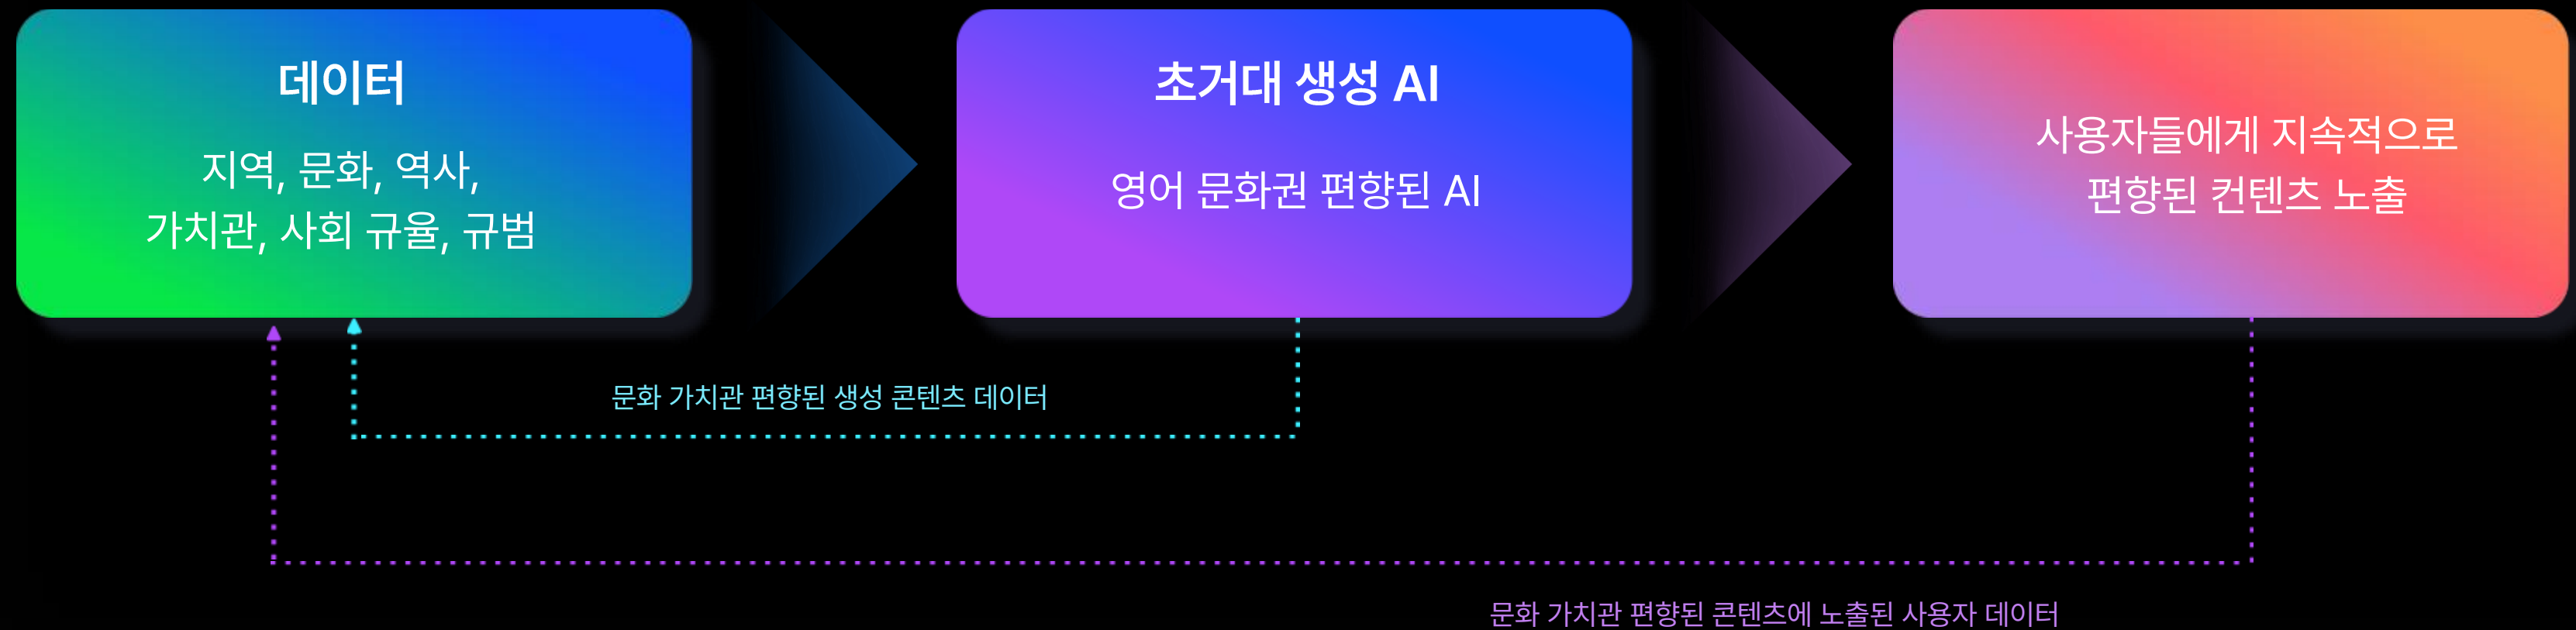 데이터
지역, 문화, 역사,
가치관, 사회 규율, 규범
초거대 생성 AI
영어 문화권 편향된 AI
사용자들에게 지속적으로
편향된 컨텐츠 노출
문화 가치관 편향된 생성 콘텐츠 데이터
문화 가치관 편향된 콘텐츠에 노출된 사용자 데이터